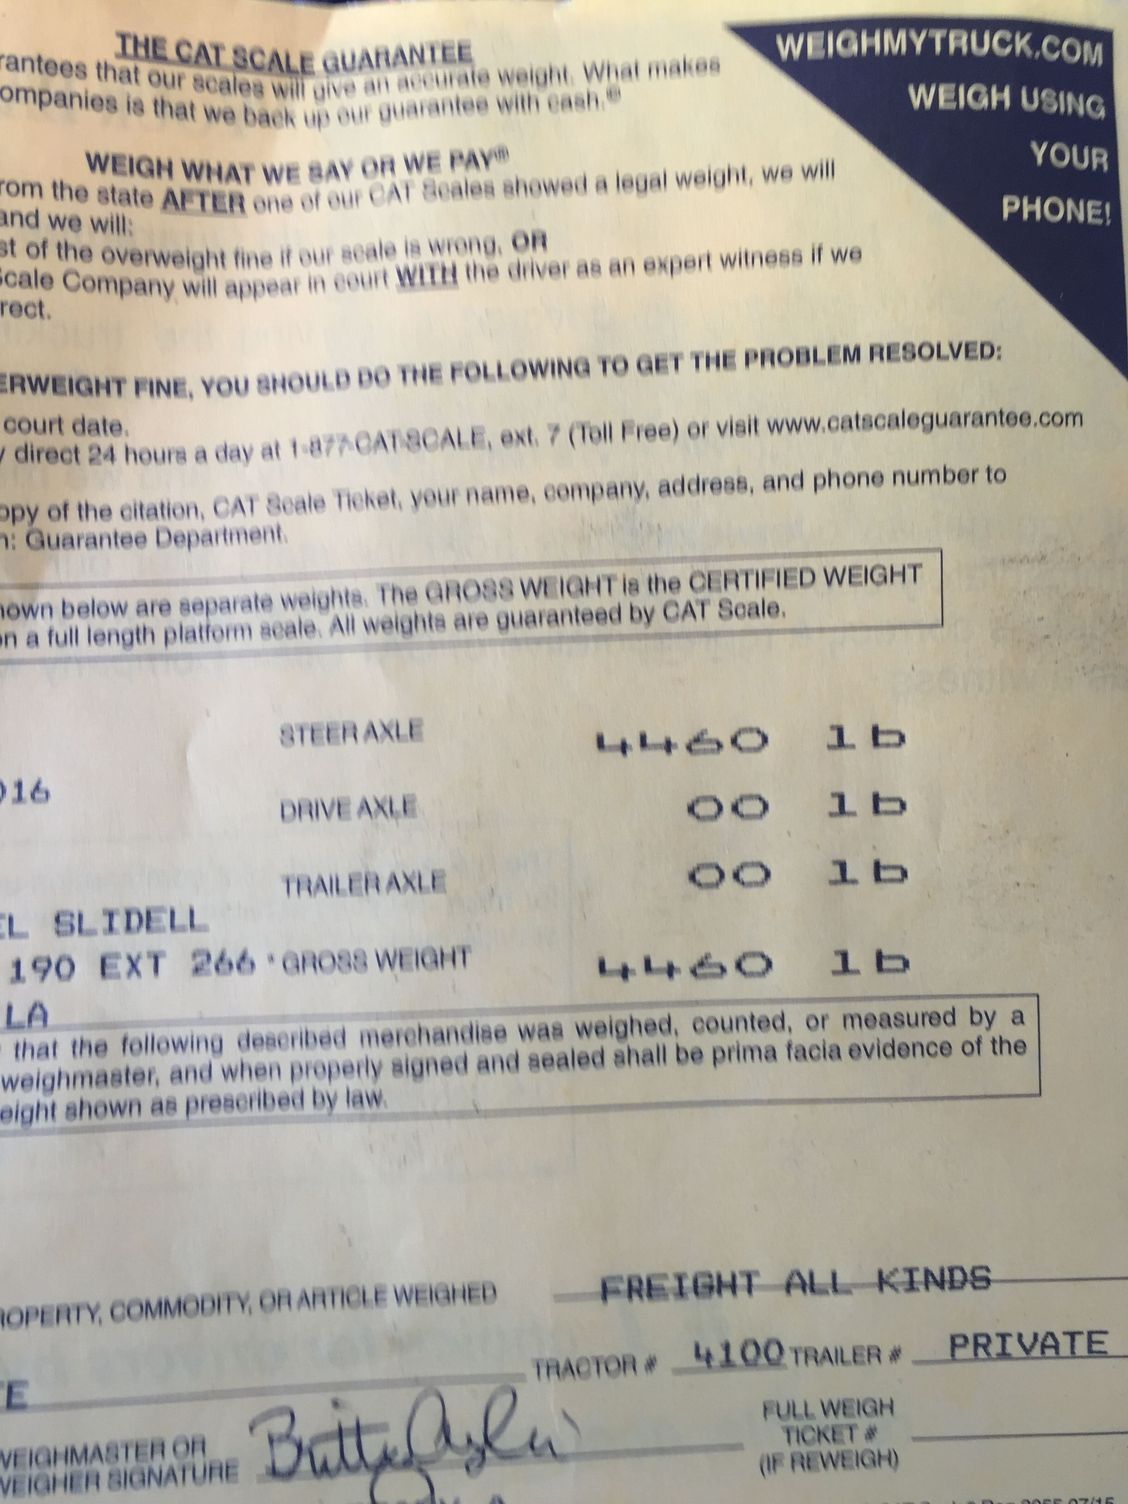 THE CAT SCALE GUARANTEE
WEIGHMYTRUCK.COM
WEIGH USING
YOUR
PHONE!
rantees that our scales will give an accurate weight. What makes
ompanies is that we back up our guarantee with cash.®
WEIGH WHAT WE SAY OR WE PAY®
rom the state AFTER one of our CAT Scales showed a legal weight, we will
and we will:
st of the overweight fine if our scale is wrong, OR
Scale Company will appear in court WITH the driver as an expert witness if we
rect.
ERWEIGHT FINE, YOU SHOULD DO THE FOLLOWING TO GET THE PROBLEM RESOLVED:
court date.
y direct 24 hours a day at 1-877-CAT-SCALE, ext. 7 (Toll Free) or visit www.catscaleguarantee.com
opy of the citation, CAT Scale Ticket, your name, company, address, and phone number to
n: Guarantee Department.
hown below are separate weights. The GROSS WEIGHT is the CERTIFIED WEIGHT
on a full length platform scale. All weights are guaranteed by CAT Scale.
STEER AXLE 4460 lb
016
DRIVE AXLE 00 lb
TRAILER AXLE 00 lb
EL SLIDELL
190 EXT 266 * GROSS WEIGHT 4460 lb
LA
that the following described merchandise was weighed, counted, or measured by a
weighmaster, and when properly signed and sealed shall be prima facia evidence of the
eight shown as prescribed by law.
ROPERTY, COMMODITY, OR ARTICLE WEIGHED FREIGHT ALL KINDS
TRACTOR # 4100 TRAILER # PRIVATE
TE
WEIGHMASTER OR
WEIGHER SIGNATURE
FULL WEIGH
TICKET #
(IF REWEIGH)